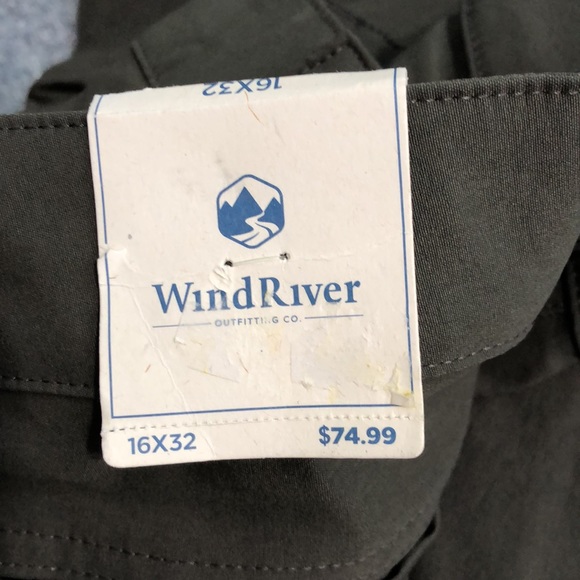 16X32
WindRiver
OUTFITTING CO.
16X32 $74.99